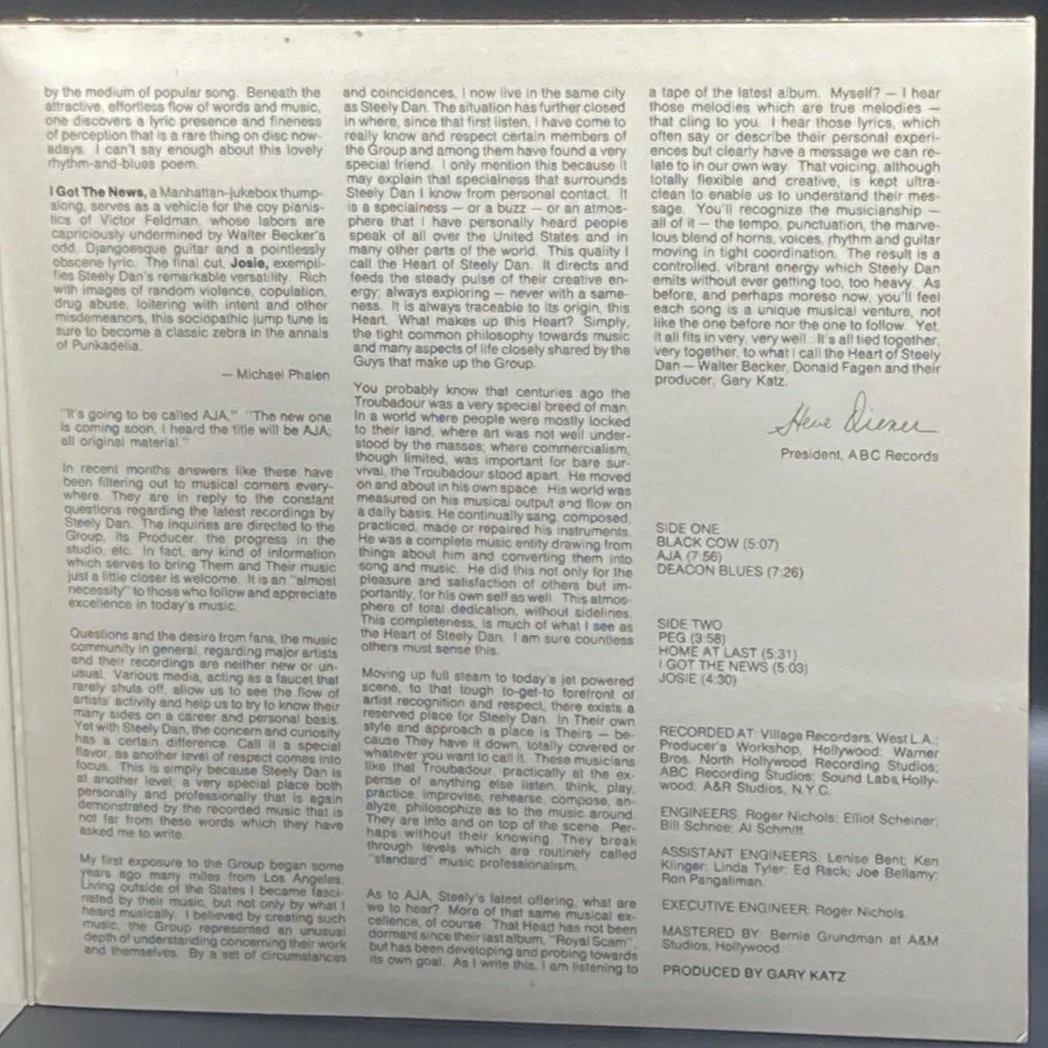 by the medium of popular song. Beneath the
attractive, effortless flow of words and music,
one discovers a lyric presence and fineness
of perception that is a rare thing on disc now-
adays. I can't say enough about this lovely
rhythm-and-blues poem.
I Got The News, a Manhattan-jukebox thump-
along, serves as a vehicle for the coy pianis-
tics of Victor Feldman, whose labors are
capriciously undermined by Walter Becker's
odd, Djangoesque guitar and a pointlessly
obscene lyric. The final cut, Josie, exempli-
fies Steely Dan's remarkable versatility. Rich
with images of random violence, copulation,
drug abuse, loitering with intent and other
misdemeanors, this sociopathic jump tune is
sure to become a classic zebra in the annals
of Punkadelia.
— Michael Phalen
"It's going to be called AJA." "The new one
is coming soon, I heard the title will be AJA;
all original material."
In recent months answers like these have
been filtering out to musical corners every-
where. They are in reply to the constant
questions regarding the latest recordings by
Steely Dan. The inquiries are directed to the
Group, its Producer, the progress in the
studio, etc. In fact, any kind of information
which serves to bring Them and Their music
just a little closer is welcome. It is an "almost
necessity" to those who follow and appreciate
excellence in today's music.
Questions and the desire from fans, the music
community in general, regarding major artists
and their recordings are neither new or un-
usual. Various media, acting as a faucet that
rarely shuts off, allow us to see the flow of
artists' activity and help us to try to know their
many sides on a career and personal basis.
Yet with Steely Dan, the concern and curiosity
has a certain difference. Call it a special
flavor, as another level of respect comes into
focus. This is simply because Steely Dan is
at another level; a very special place both
personally and professionally that is again
demonstrated by the recorded music that is
not far from these words which they have
asked me to write.
My first exposure to the Group began some
years ago many miles from Los Angeles.
Living outside of the States I became fasci-
nated by their music, but not only by what I
heard musically. I believed by creating such
music, the Group represented an unusual
depth of understanding concerning their work
and themselves. By a set of circumstances
and coincidences, I now live in the same city
as Steely Dan. The situation has further closed
in where, since that first listen, I have come to
really know and respect certain members of
the Group and among them have found a very
special friend. I only mention this because it
may explain that specialness that surrounds
Steely Dan I know from personal contact. It
is a specialness — or a buzz — or an atmos-
phere that I have personally heard people
speak of all over the United States and in
many other parts of the world. This quality I
call the Heart of Steely Dan. It directs and
feeds the steady pulse of their creative en-
ergy; always exploring — never with a same-
ness. It is always traceable to its origin, this
Heart. What makes up this Heart? Simply,
the tight common philosophy towards music
and many aspects of life closely shared by the
Guys that make up the Group.
You probably know that centuries ago the
Troubadour was a very special breed of man.
In a world where people were mostly locked
to their land, where art was not well under-
stood by the masses; where commercialism,
though limited, was important for bare sur-
vival, the Troubadour stood apart. He moved
on and about in his own space. His world was
measured on his musical output and flow on
a daily basis. He continually sang, composed,
practiced, made or repaired his instruments.
He was a complete music entity drawing from
things about him and converting them into
song and music. He did this not only for the
pleasure and satisfaction of others but im-
portantly, for his own self as well. This atmos-
phere of total dedication, without sidelines,
This completeness, is much of what I see as
the Heart of Steely Dan. I am sure countless
others must sense this.
Moving up full steam to today's jet powered
scene, to that tough to-get-to forefront of
artist recognition and respect, there exists a
reserved place for Steely Dan. In Their own
style and approach a place is Theirs — be-
cause They have it down, totally covered or
whatever you want to call it. These musicians
like that Troubadour, practically at the ex-
pense of anything else listen, think, play,
practice, improvise, rehearse, compose, an-
alyze, philosophize as to the music around.
They are into and on top of the scene. Per-
haps without their knowing. They break
through levels which are routinely called
"standard" music professionalism.
As to AJA, Steely's latest offering, what are
we to hear? More of that same musical ex-
cellence, of course. That Heart has not been
dormant since their last album, "Royal Scam",
but has been developing and probing towards
its own goal. As I write this, I am listening to
a tape of the latest album. Myself? — I hear
those melodies which are true melodies —
that cling to you. I hear those lyrics, which
often say or describe their personal experi-
ences but clearly have a message we can re-
late to in our own way. That voicing, although
totally flexible and creative, is kept ultra-
clean to enable us to understand their mes-
sage. You'll recognize the musicianship —
all of it — the tempo, punctuation, the marve-
lous blend of horns, voices, rhythm and guitar
moving in tight coordination. The result is a
controlled, vibrant energy which Steely Dan
emits without ever getting too, too heavy. As
before, and perhaps moreso now, you'll feel
each song is a unique musical venture, not
like the one before nor the one to follow. Yet,
it all fits in very, very well. It's all tied together,
very together, to what I call the Heart of Steely
Dan — Walter Becker, Donald Fagen and their
producer, Gary Katz.
Steve Diener
President, ABC Records
SIDE ONE
BLACK COW (5:07)
AJA (7:56)
DEACON BLUES (7:26)
SIDE TWO
PEG (3:58)
HOME AT LAST (5:31)
I GOT THE NEWS (5:03)
JOSIE (4:30)
RECORDED AT: Village Recorders, West L.A.;
Producer's Workshop, Hollywood; Warner
Bros. North Hollywood Recording Studios;
ABC Recording Studios; Sound Labs, Holly-
wood; A&R Studios, N.Y.C.
ENGINEERS: Roger Nichols; Elliot Scheiner;
Bill Schnee; Al Schmitt.
ASSISTANT ENGINEERS: Lenise Bent; Ken
Klinger; Linda Tyler; Ed Rack; Joe Bellamy;
Ron Pangaliman.
EXECUTIVE ENGINEER: Roger Nichols.
MASTERED BY: Bernie Grundman at A&M
Studios, Hollywood
PRODUCED BY GARY KATZ